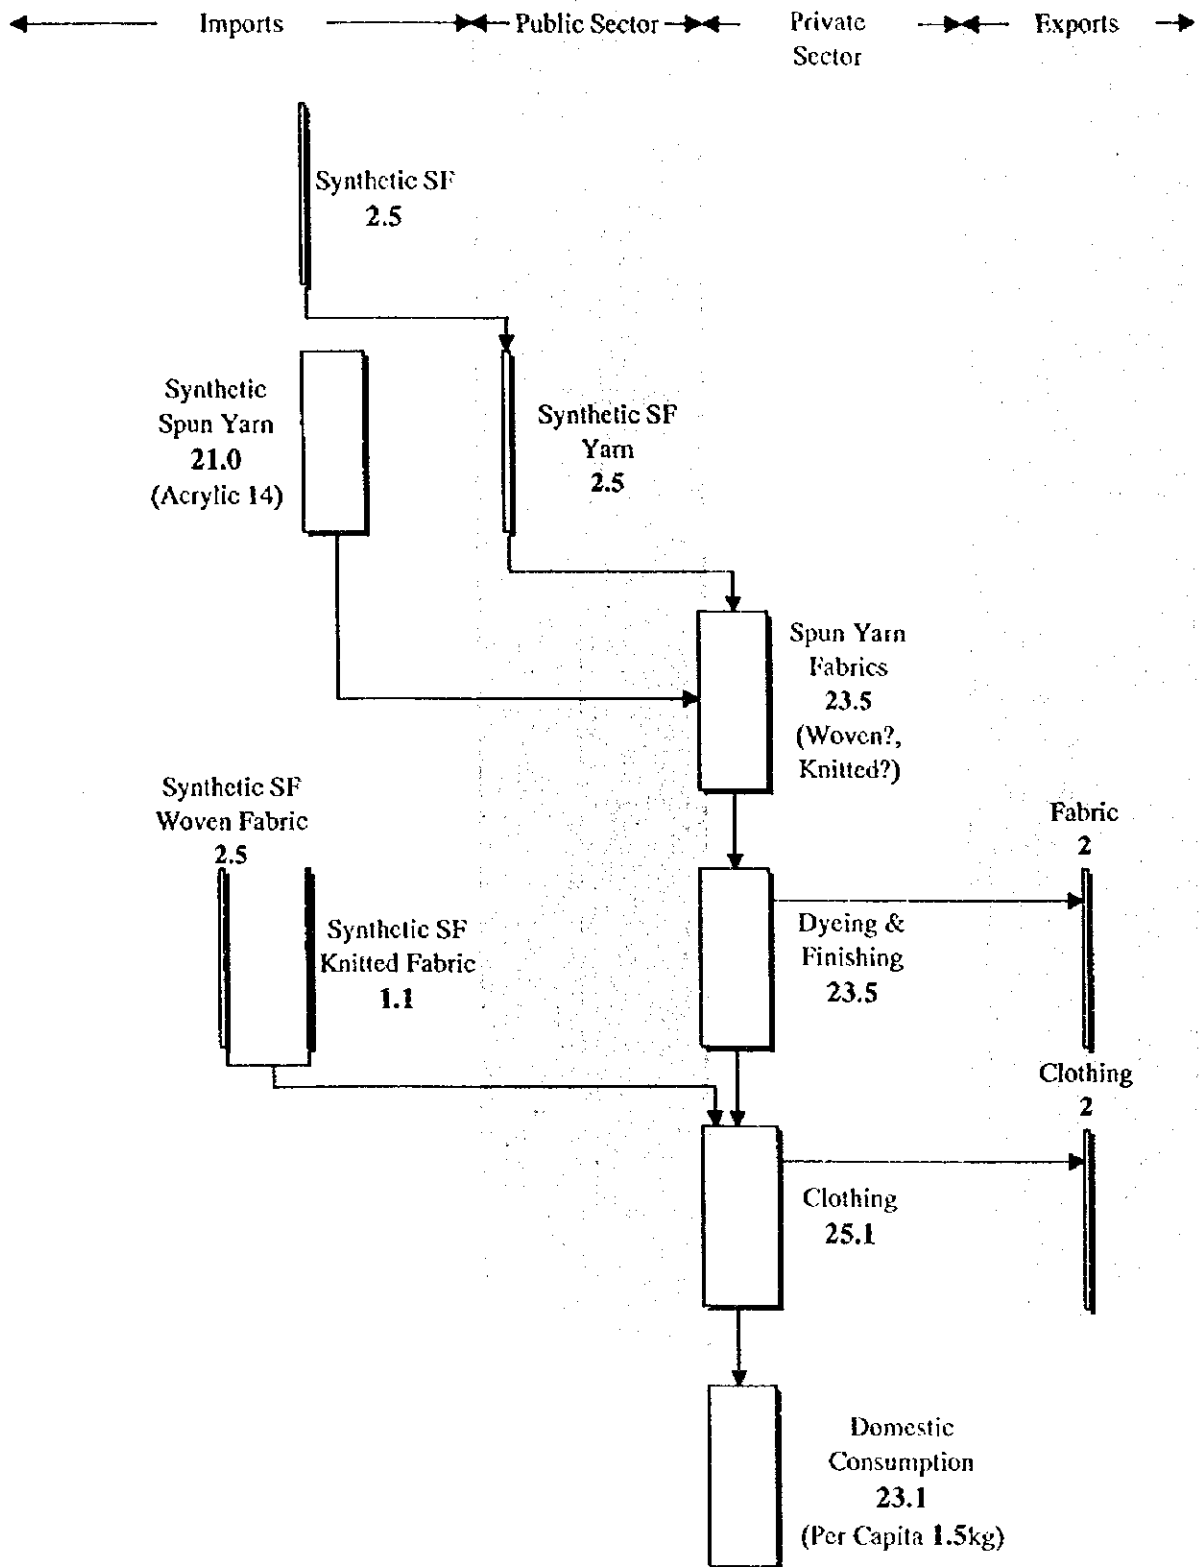 Imports
Public Sector
Private
Sector
Exports
Synthetic SF
2.5
Synthetic
Spun Yarn
21.0
(Acrylic 14)
Synthetic SF
Yarn
2.5
Spun Yarn
Fabrics
23.5
(Woven?,
Knitted?)
Synthetic SF
Woven Fabric
2.5
Synthetic SF
Knitted Fabric
1.1
Fabric
2
Dyeing &
Finishing
23.5
Clothing
2
Clothing
25.1
Domestic
Consumption
23.1
(Per Capita 1.5kg)